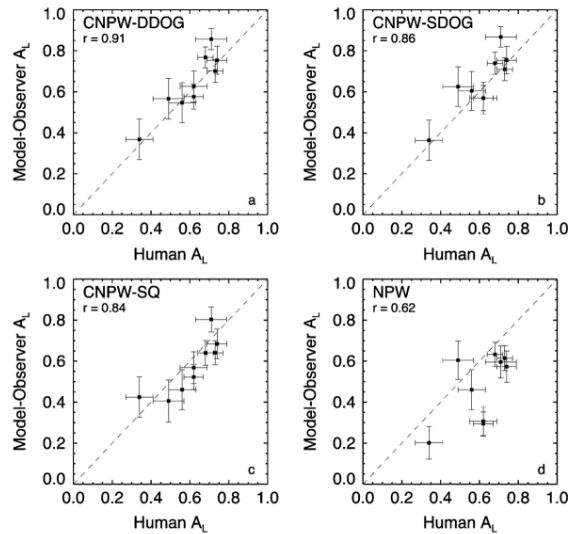 CNPW-DDOG
r = 0.91
Model-Observer A_L
1.0
0.8
0.6
0.4
0.2
0.0
a
0.0 0.2 0.4 0.6 0.8 1.0
Human A_L
CNPW-SDOG
r = 0.86
Model-Observer A_L
1.0
0.8
0.6
0.4
0.2
0.0
b
0.0 0.2 0.4 0.6 0.8 1.0
Human A_L
CNPW-SQ
r = 0.84
Model-Observer A_L
1.0
0.8
0.6
0.4
0.2
0.0
c
0.0 0.2 0.4 0.6 0.8 1.0
Human A_L
NPW
r = 0.62
Model-Observer A_L
1.0
0.8
0.6
0.4
0.2
0.0
d
0.0 0.2 0.4 0.6 0.8 1.0
Human A_L